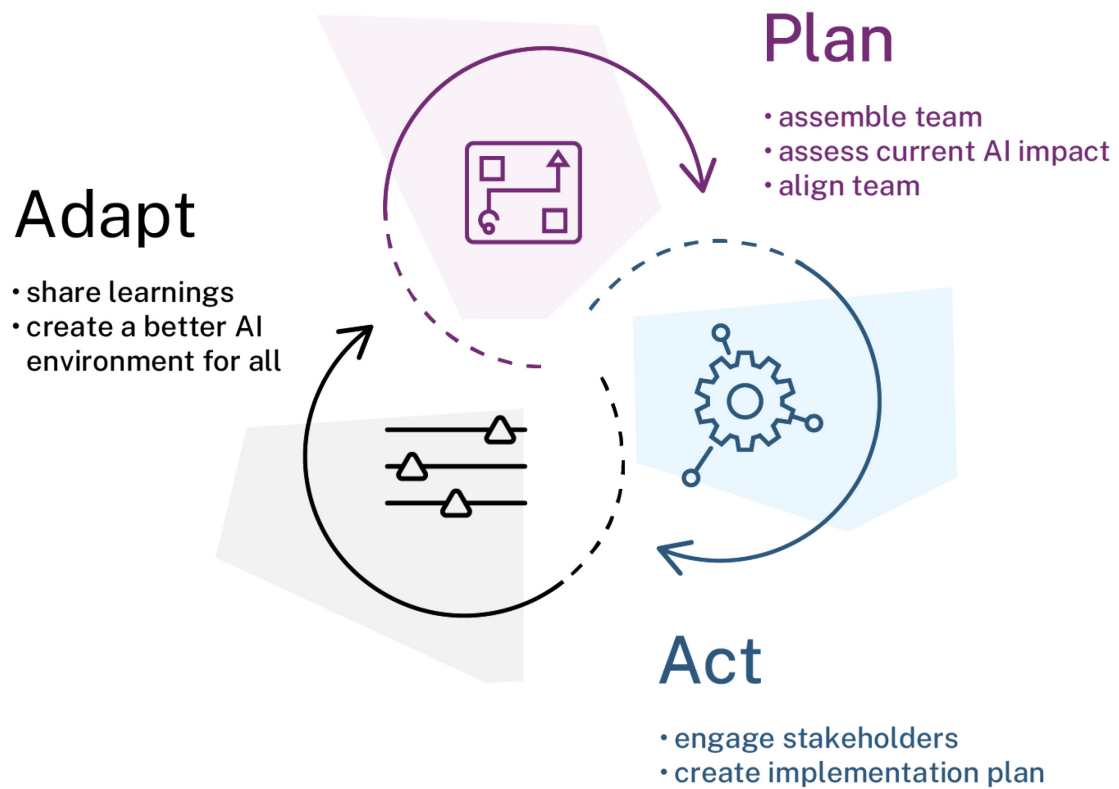 Plan
• assemble team
• assess current AI impact
• align team
Adapt
• share learnings
• create a better AI
environment for all
Act
• engage stakeholders
• create implementation plan